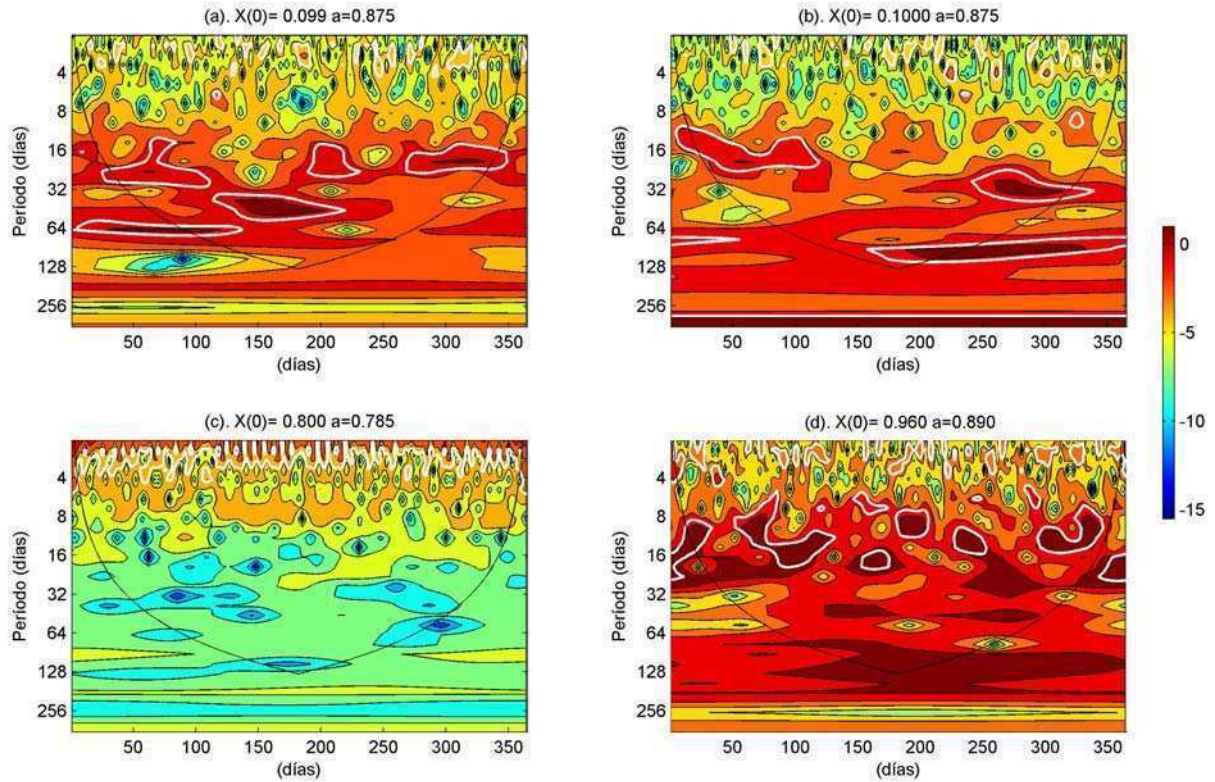 (a). X(0)= 0.099 a=0.875
Período (días)
4
8
16
32
64
128
256
50 100 150 200 250 300 350
(días)
(b). X(0)= 0.1000 a=0.875
Período (días)
4
8
16
32
64
128
256
50 100 150 200 250 300 350
(días)
0
-5
-10
-15
(c). X(0)= 0.800 a=0.785
Período (días)
4
8
16
32
64
128
256
50 100 150 200 250 300 350
(días)
(d). X(0)= 0.960 a=0.890
Período (días)
4
8
16
32
64
128
256
50 100 150 200 250 300 350
(días)